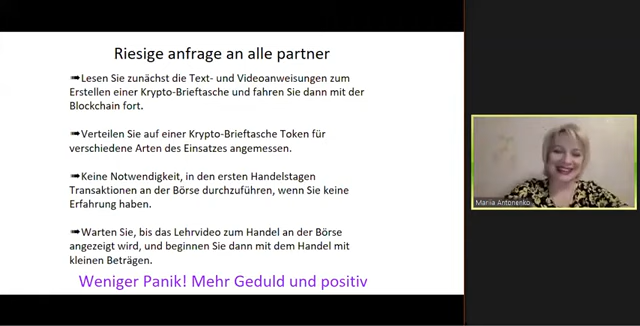 Riesige anfrage an alle partner
➟Lesen Sie zunächst die Text- und Videoanweisungen zum
Erstellen einer Krypto-Brieftasche und fahren Sie dann mit der
Blockchain fort.
➟Verteilen Sie auf einer Krypto-Brieftasche Token für
verschiedene Arten des Einsatzes angemessen.
➟Keine Notwendigkeit, in den ersten Handelstagen
Transaktionen an der Börse durchzuführen, wenn Sie keine
Erfahrung haben.
➟Warten Sie, bis das Lehrvideo zum Handel an der Börse
angezeigt wird, und beginnen Sie dann mit dem Handel mit
kleinen Beträgen.
Weniger Panik! Mehr Geduld und positiv
Mariia Antonenko